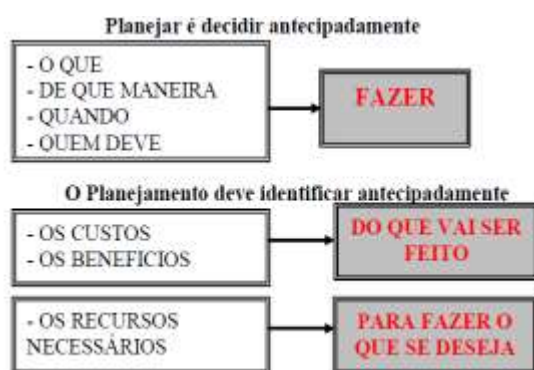 Planejar é decidir antecipadamente
- O QUE
- DE QUE MANEIRA
- QUANDO
- QUEM DEVE
FAZER
O Planejamento deve identificar antecipadamente
- OS CUSTOS
- OS BENEFICIOS
DO QUE VAI SER
FEITO
- OS RECURSOS
NECESSÁRIOS
PARA FAZER O
QUE SE DESEJA